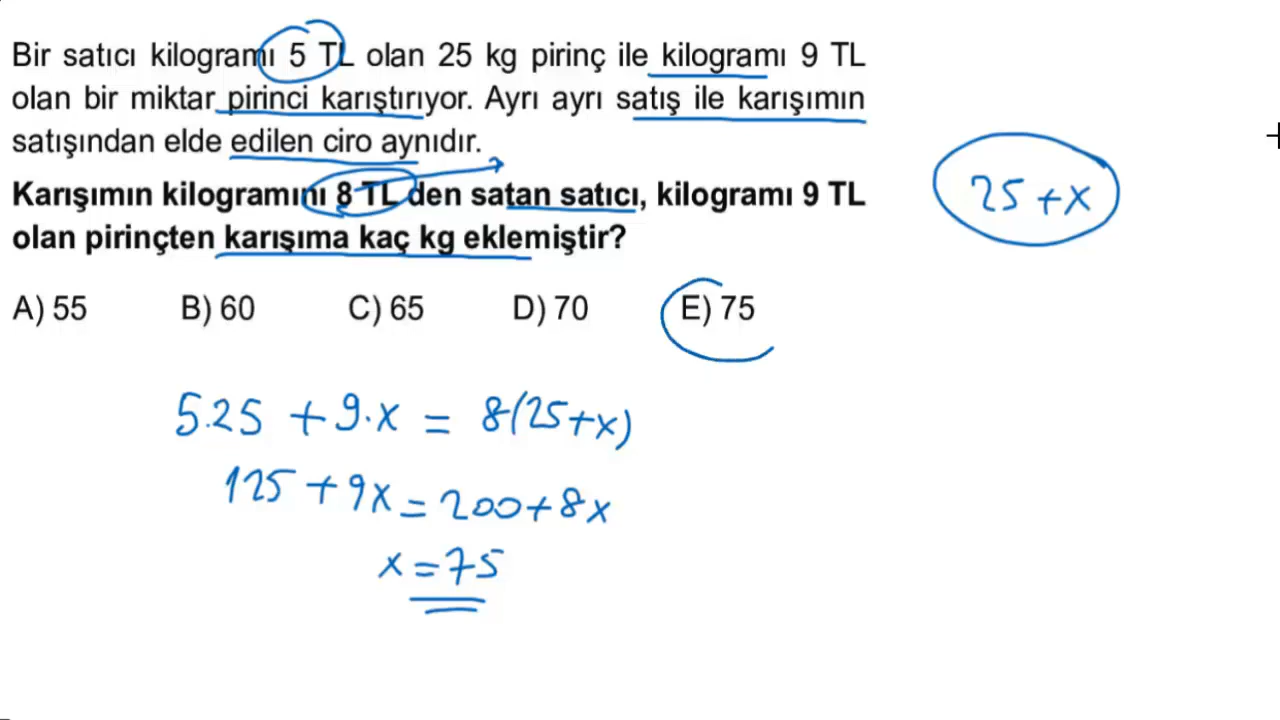 Bir satıcı kilogramı 5 TL olan 25 kg pirinç ile kilogramı 9 TL
olan bir miktar pirinci karıştırıyor. Ayrı ayrı satış ile karışımın
satışından elde edilen ciro aynıdır.
Karışımın kilogramını 8 TL den satan satıcı, kilogramı 9 TL
olan pirinçten karışıma kaç kg eklemiştir?
25 + x
A) 55 B) 60 C) 65 D) 70 E) 75
5.25 + 9.x = 8(25+x)
125 + 9x = 200 + 8x
x = 75